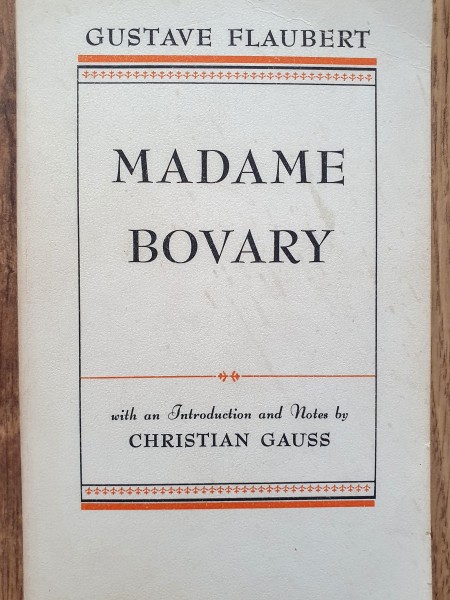 GUSTAVE FLAUBERT
MADAME
BOVARY
with an Introduction and Notes by
CHRISTIAN GAUSS